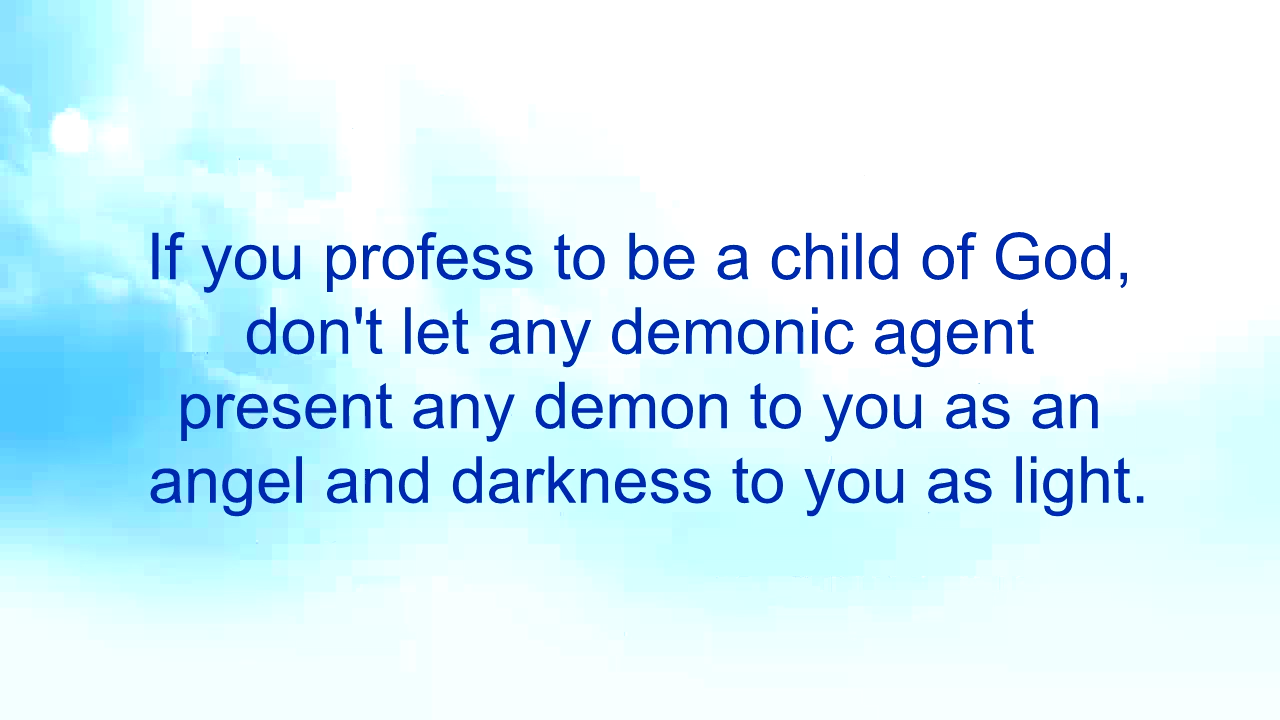 If you profess to be a child of God,
don't let any demonic agent
present any demon to you as an
angel and darkness to you as light.